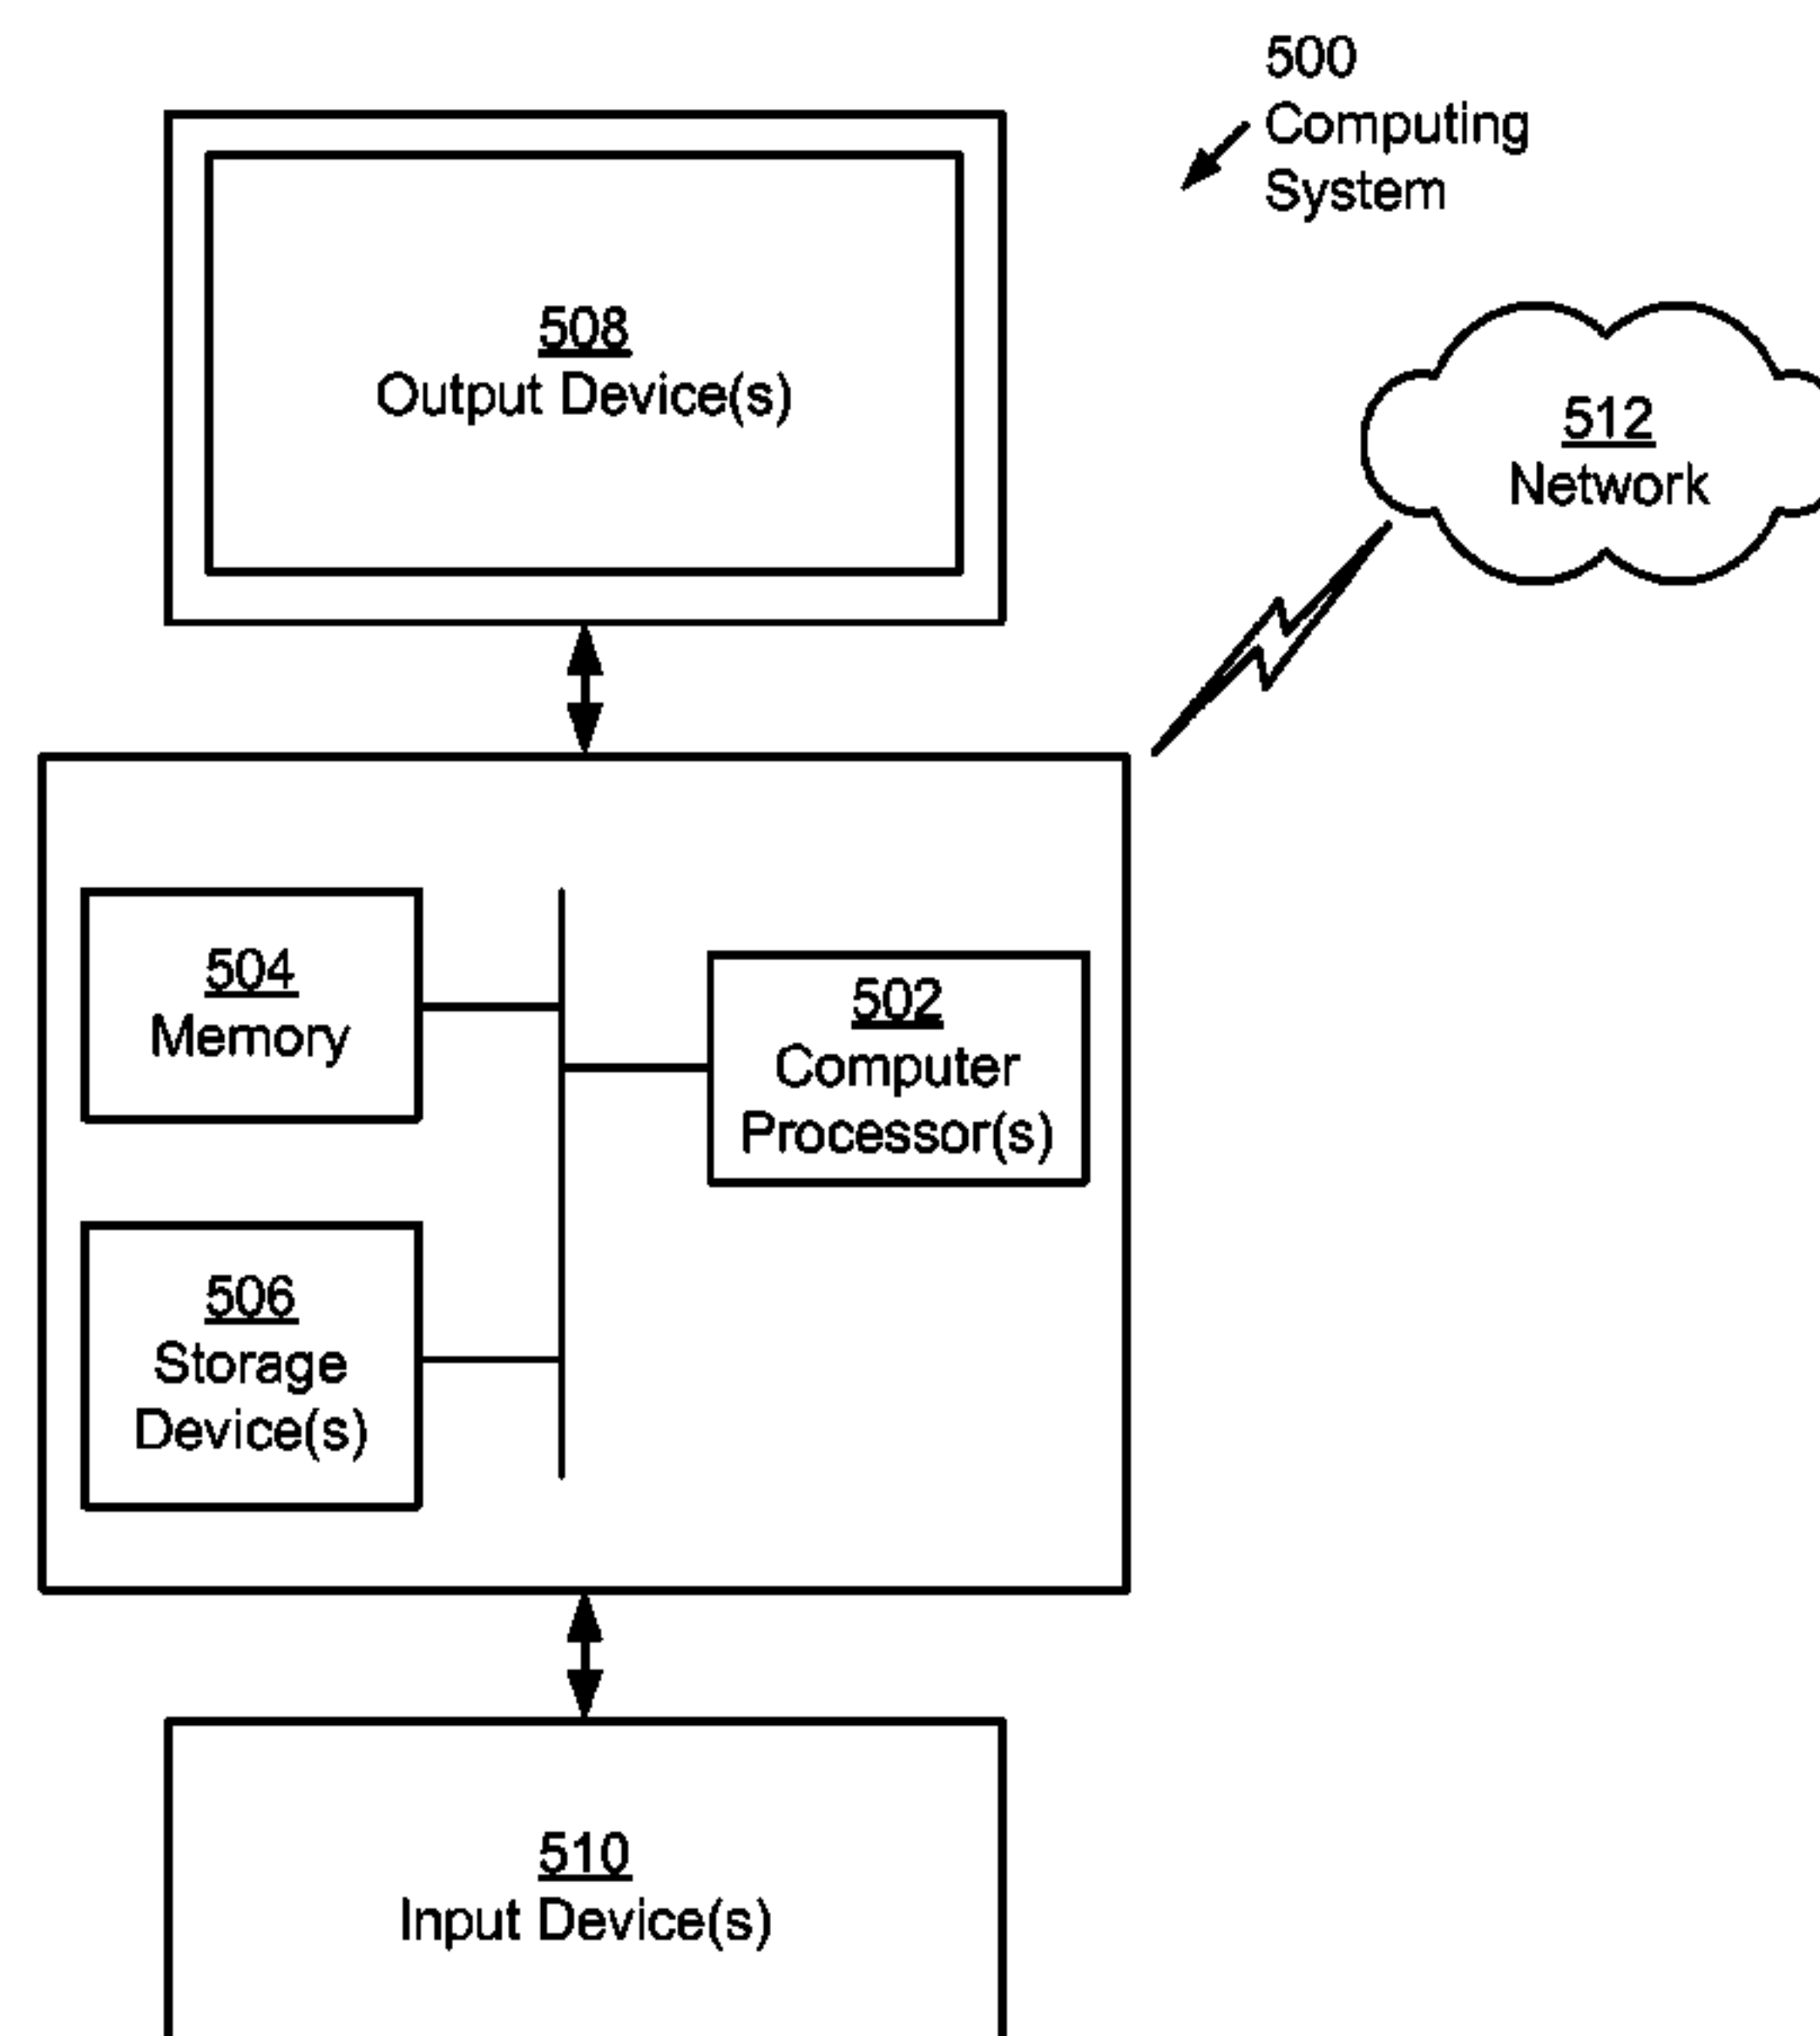 500
Computing
System
508
Output Device(s)
512
Network
504
Memory
502
Computer
Processor(s)
506
Storage
Device(s)
510
Input Device(s)